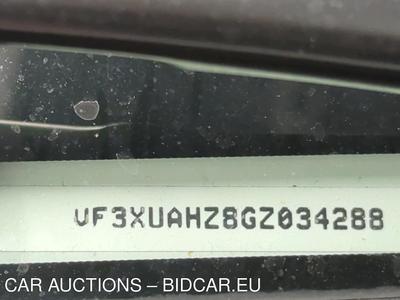 VF3XUAHZ8GZ034288
CAR AUCTIONS – BIDCAR.EU